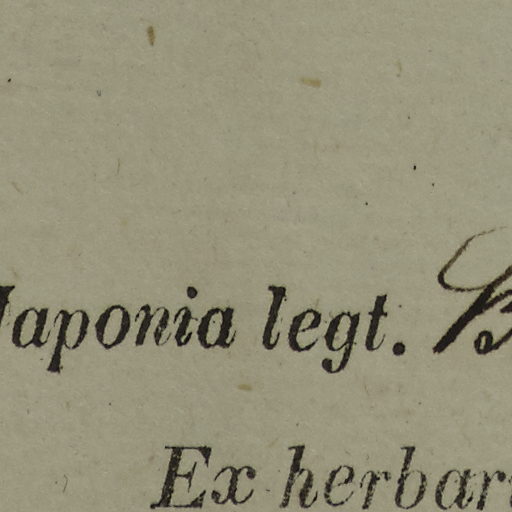 Japonia legt. B
Ex herbar